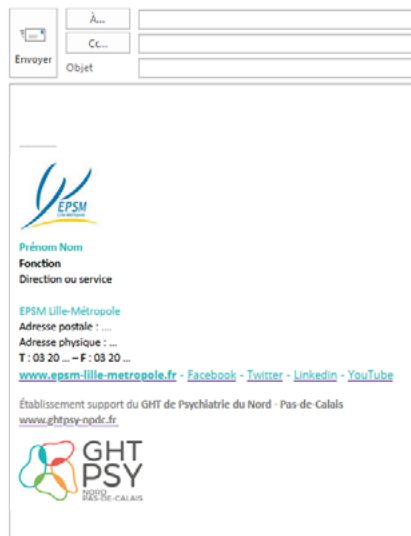 À...
Cc...
Envoyer
Objet
EPSM
Lille-Métropole
Prénom Nom
Fonction
Direction ou service
EPSM Lille-Métropole
Adresse postale : ....
Adresse physique : ...
T : 03 20 ... – F : 03 20 ...
www.epsm-lille-metropole.fr - Facebook - Twitter - Linkedin - YouTube
Établissement support du GHT de Psychiatrie du Nord - Pas-de-Calais
www.ghtpsy-npdc.fr
GHT
PSY
NORD
PAS-DE-CALAIS